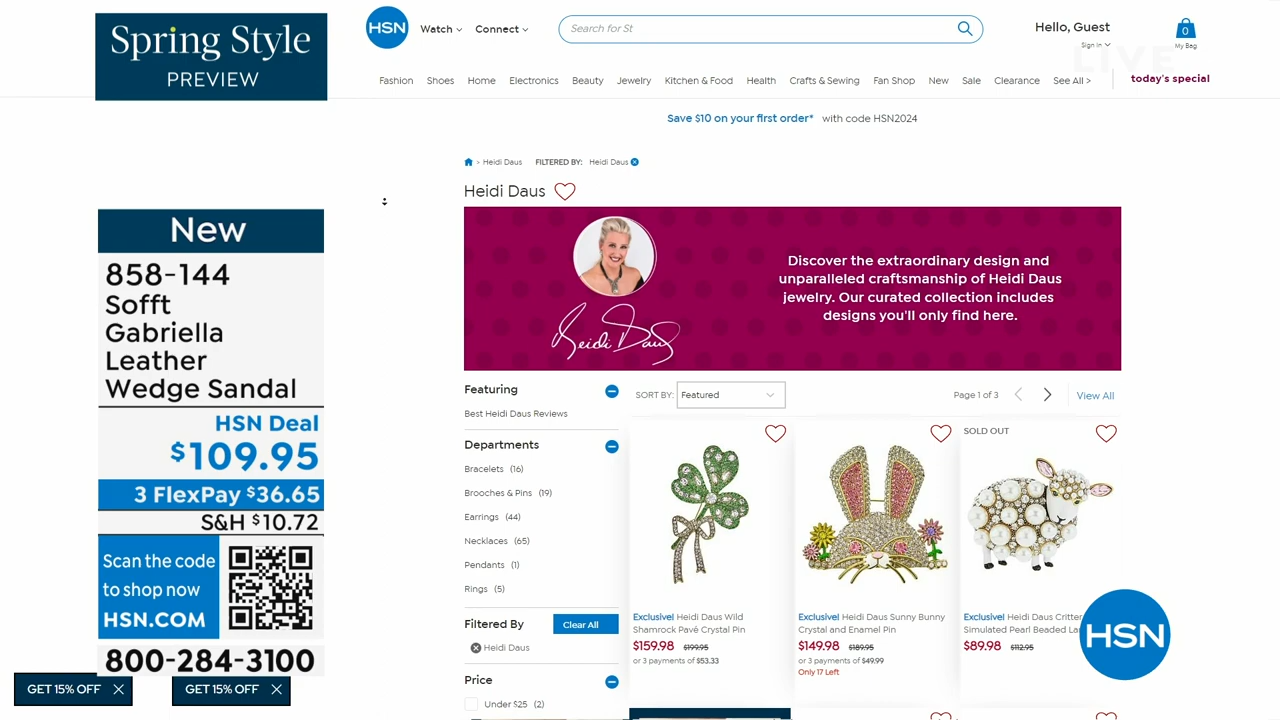 Spring Style
PREVIEW
HSN
Watch
Connect
Search for St
Hello, Guest
Sign In
0
My Bag
LIVE
Fashion Shoes Home Electronics Beauty Jewelry Kitchen & Food Health Crafts & Sewing Fan Shop New Sale Clearance See All >
today's special
Save $10 on your first order* with code HSN2024
> Heidi Daus FILTERED BY: Heidi Daus
Heidi Daus
Discover the extraordinary design and
unparalleled craftsmanship of Heidi Daus
jewelry. Our curated collection includes
designs you'll only find here.
Heidi Daus
New
858-144
Sofft
Gabriella
Leather
Wedge Sandal
HSN Deal
$109.95
3 FlexPay $36.65
S&H $10.72
Scan the code
to shop now
HSN.COM
800-284-3100
GET 15% OFF
GET 15% OFF
Featuring
Best Heidi Daus Reviews
Departments
Bracelets (16)
Brooches & Pins (19)
Earrings (44)
Necklaces (65)
Pendants (1)
Rings (5)
Filtered By
Clear All
Heidi Daus
Price
Under $25 (2)
SORT BY: Featured
Page 1 of 3
View All
Exclusive! Heidi Daus Wild
Shamrock Pavé Crystal Pin
$159.98 $199.95
or 3 payments of $53.33
Exclusive! Heidi Daus Sunny Bunny
Crystal and Enamel Pin
$149.98 $189.95
or 3 payments of $49.99
Only 17 Left
SOLD OUT
Exclusive! Heidi Daus Critter
Simulated Pearl Beaded La
$89.98 $112.95
HSN